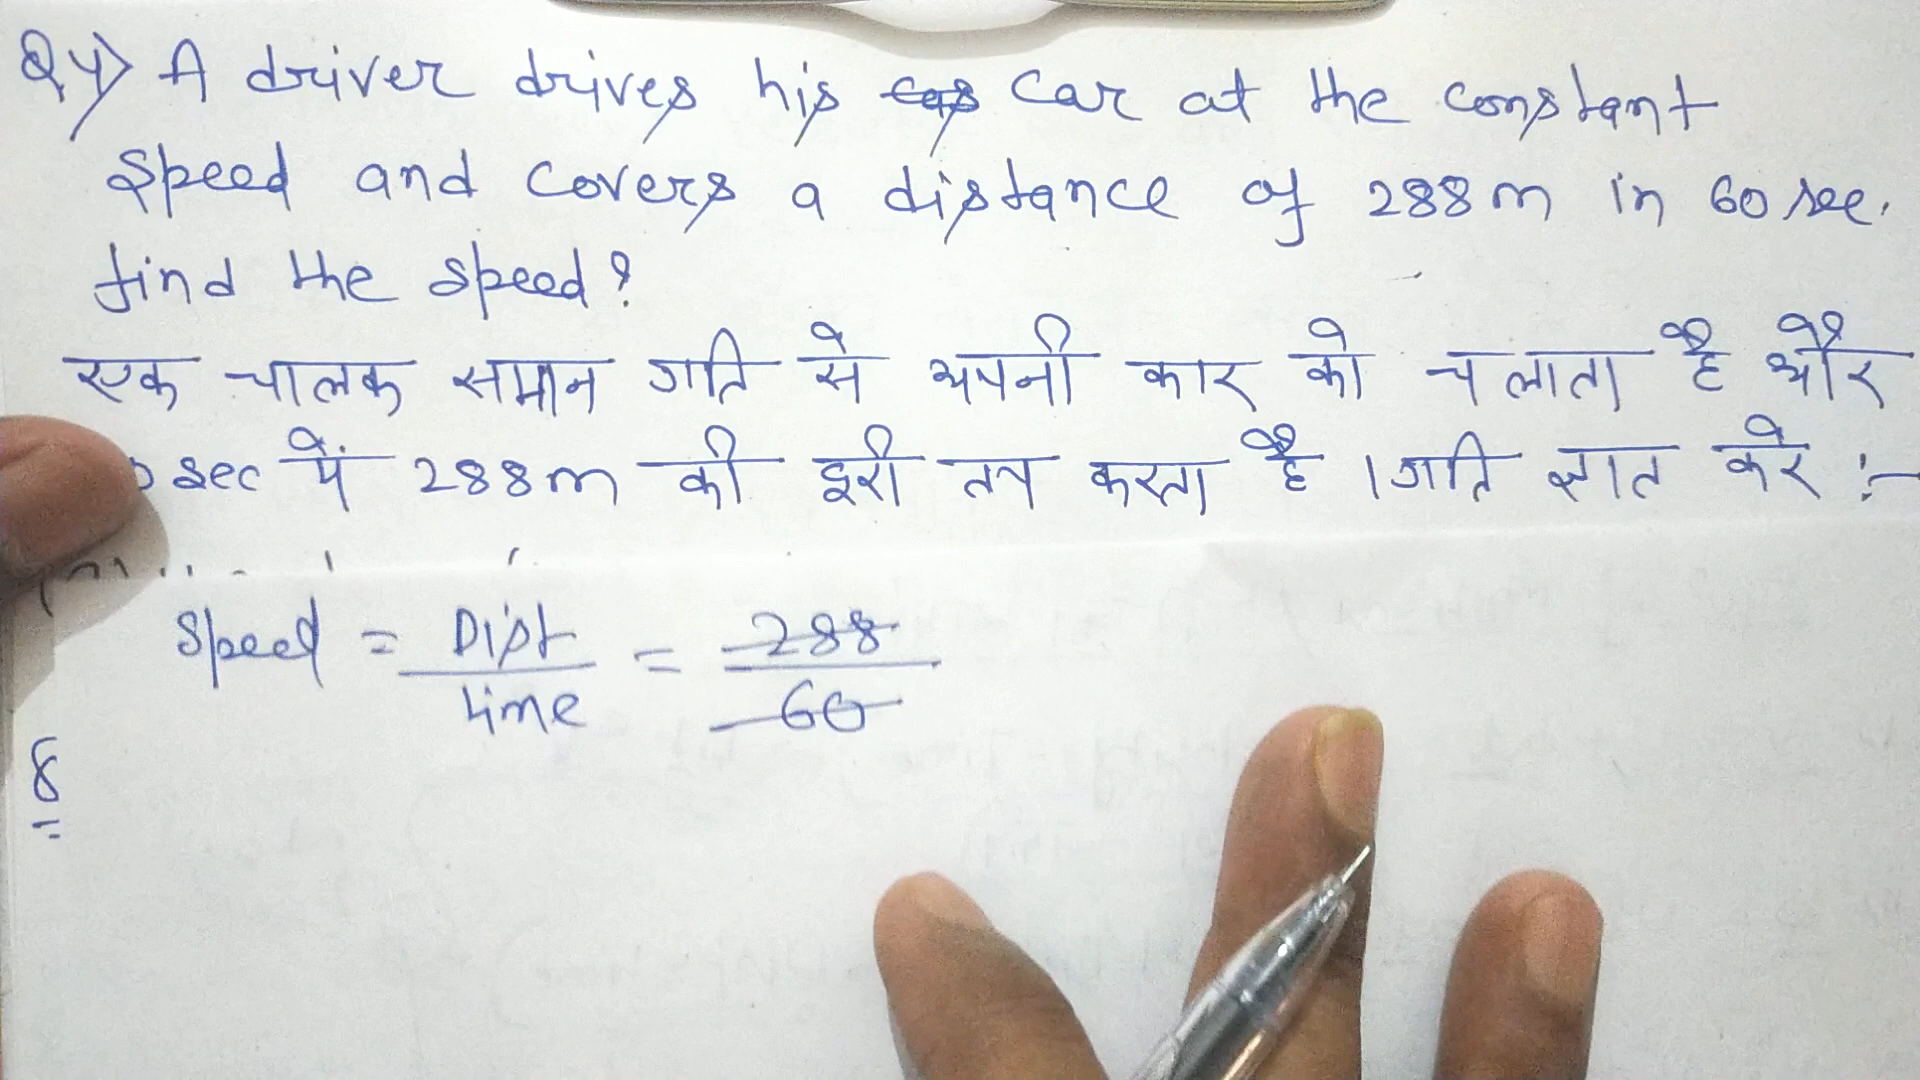 Q4) A driver drives his cas car at the constant
speed and covers a distance of 288m in 60 sec.
find the speed?
एक चालक समान गति से अपनी कार को चलाता है और
sec में 288m की दूरी तय करता है । गति ज्ञात करे :-
speed = Dist / time = 288 / 60
8